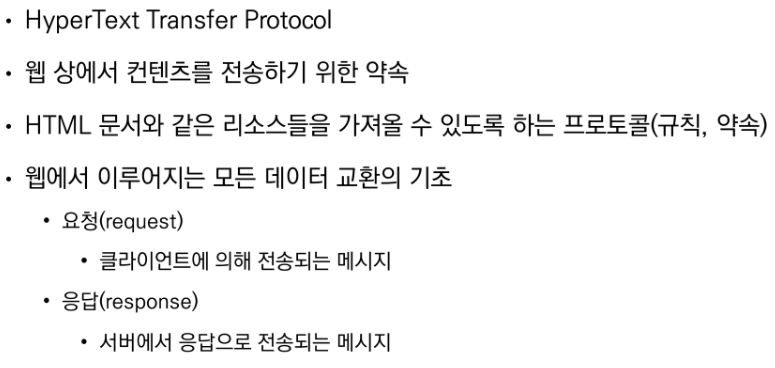 • HyperText Transfer Protocol
• 웹 상에서 컨텐츠를 전송하기 위한 약속
• HTML 문서와 같은 리소스들을 가져올 수 있도록 하는 프로토콜(규칙, 약속)
• 웹에서 이루어지는 모든 데이터 교환의 기초
• 요청(request)
• 클라이언트에 의해 전송되는 메시지
• 응답(response)
• 서버에서 응답으로 전송되는 메시지